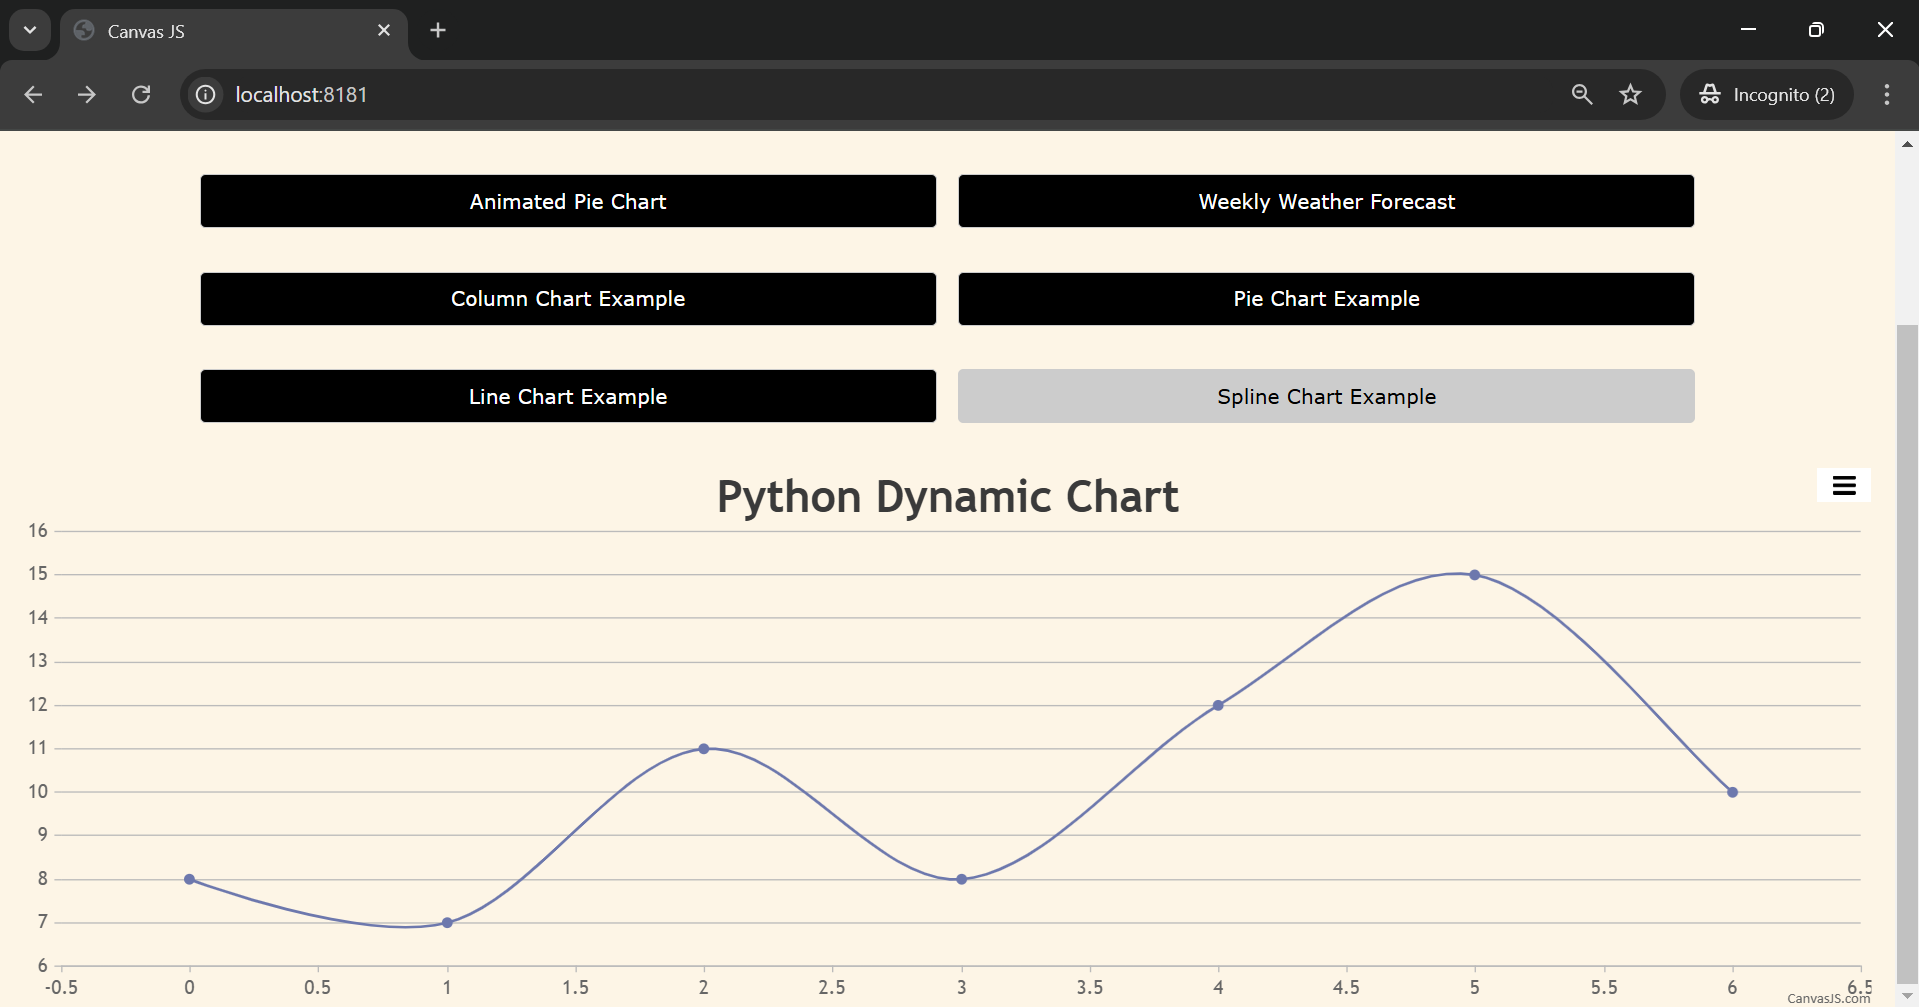 Canvas JS
localhost:8181
Incognito (2)
Animated Pie Chart
Weekly Weather Forecast
Column Chart Example
Pie Chart Example
Line Chart Example
Spline Chart Example
Python Dynamic Chart
16
15
14
13
12
11
10
9
8
7
6
-0.5 0 0.5 1 1.5 2 2.5 3 3.5 4 4.5 5 5.5 6 6.5
CanvasJS.com